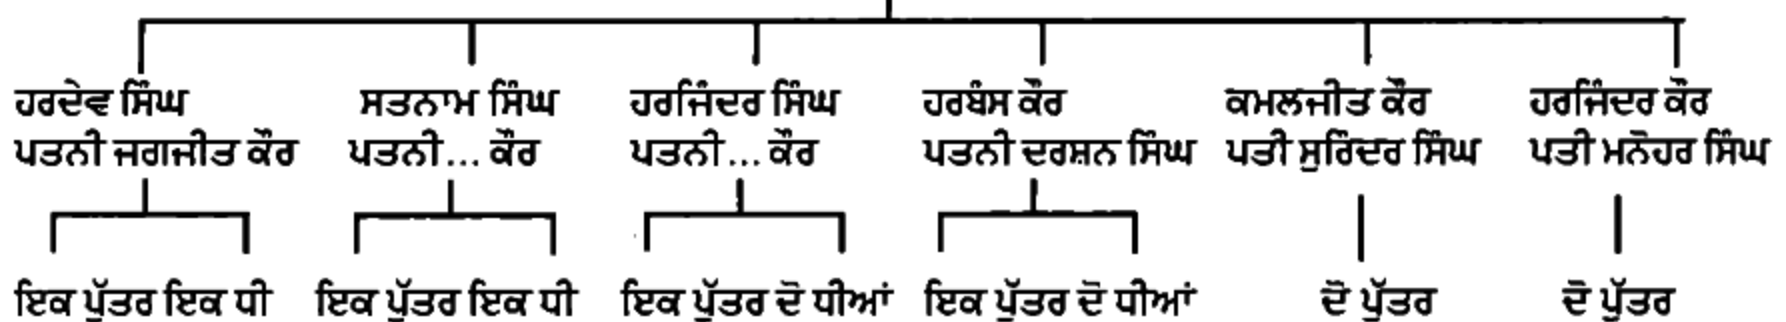 ਹਰਦੇਵ ਸਿੰਘ ਸਤਨਾਮ ਸਿੰਘ ਹਰਜਿੰਦਰ ਸਿੰਘ ਹਰਬੰਸ ਕੌਰ ਕਮਲਜੀਤ ਕੌਰ ਹਰਜਿੰਦਰ ਕੌਰ
ਪਤਨੀ ਜਗਜੀਤ ਕੌਰ ਪਤਨੀ... ਕੌਰ ਪਤਨੀ... ਕੌਰ ਪਤਨੀ ਦਰਸ਼ਨ ਸਿੰਘ ਪਤੀ ਸੁਰਿੰਦਰ ਸਿੰਘ ਪਤੀ ਮਨੋਹਰ ਸਿੰਘ
ਇਕ ਪੁੱਤਰ ਇਕ ਧੀ ਇਕ ਪੁੱਤਰ ਇਕ ਧੀ ਇਕ ਪੁੱਤਰ ਦੋ ਧੀਆਂ ਇਕ ਪੁੱਤਰ ਦੋ ਧੀਆਂ ਦੋ ਪੁੱਤਰ ਦੋ ਪੁੱਤਰ